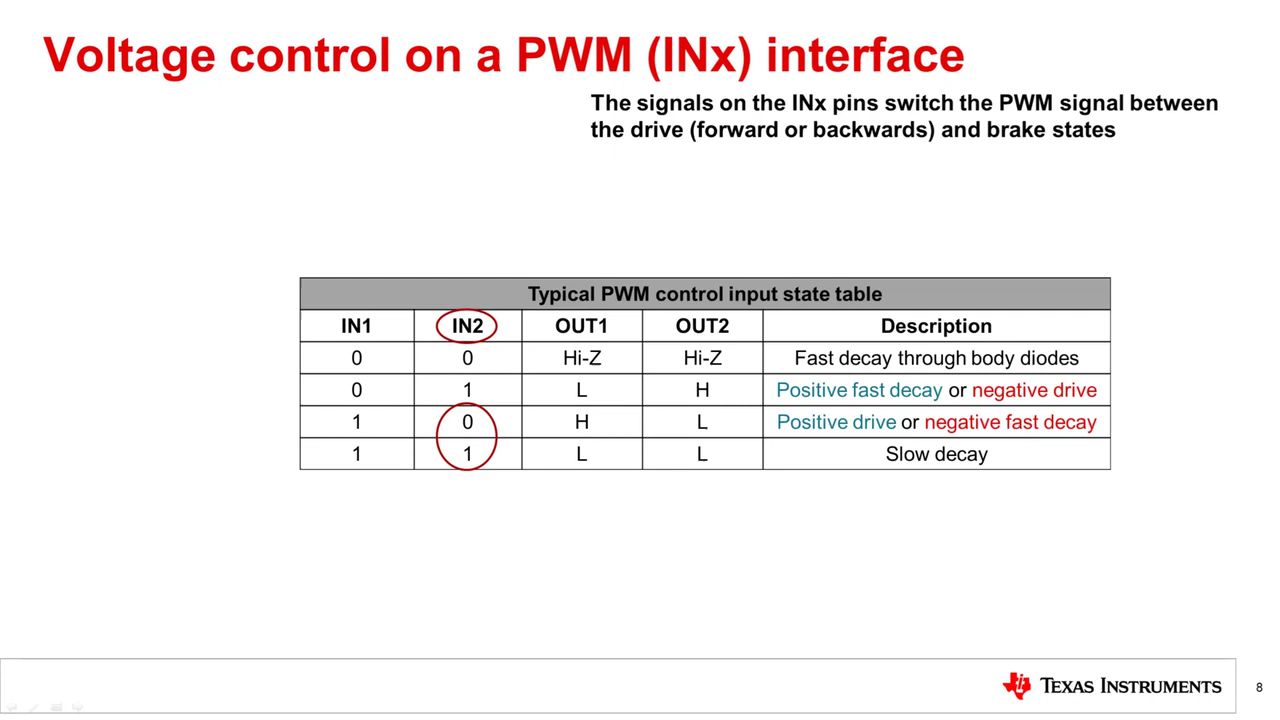 Voltage control on a PWM (INx) interface
The signals on the INx pins switch the PWM signal between
the drive (forward or backwards) and brake states
Typical PWM control input state table
IN1 IN2 OUT1 OUT2 Description
0 0 Hi-Z Hi-Z Fast decay through body diodes
0 1 L H Positive fast decay or negative drive
1 0 H L Positive drive or negative fast decay
1 1 L L Slow decay
TEXAS INSTRUMENTS
8